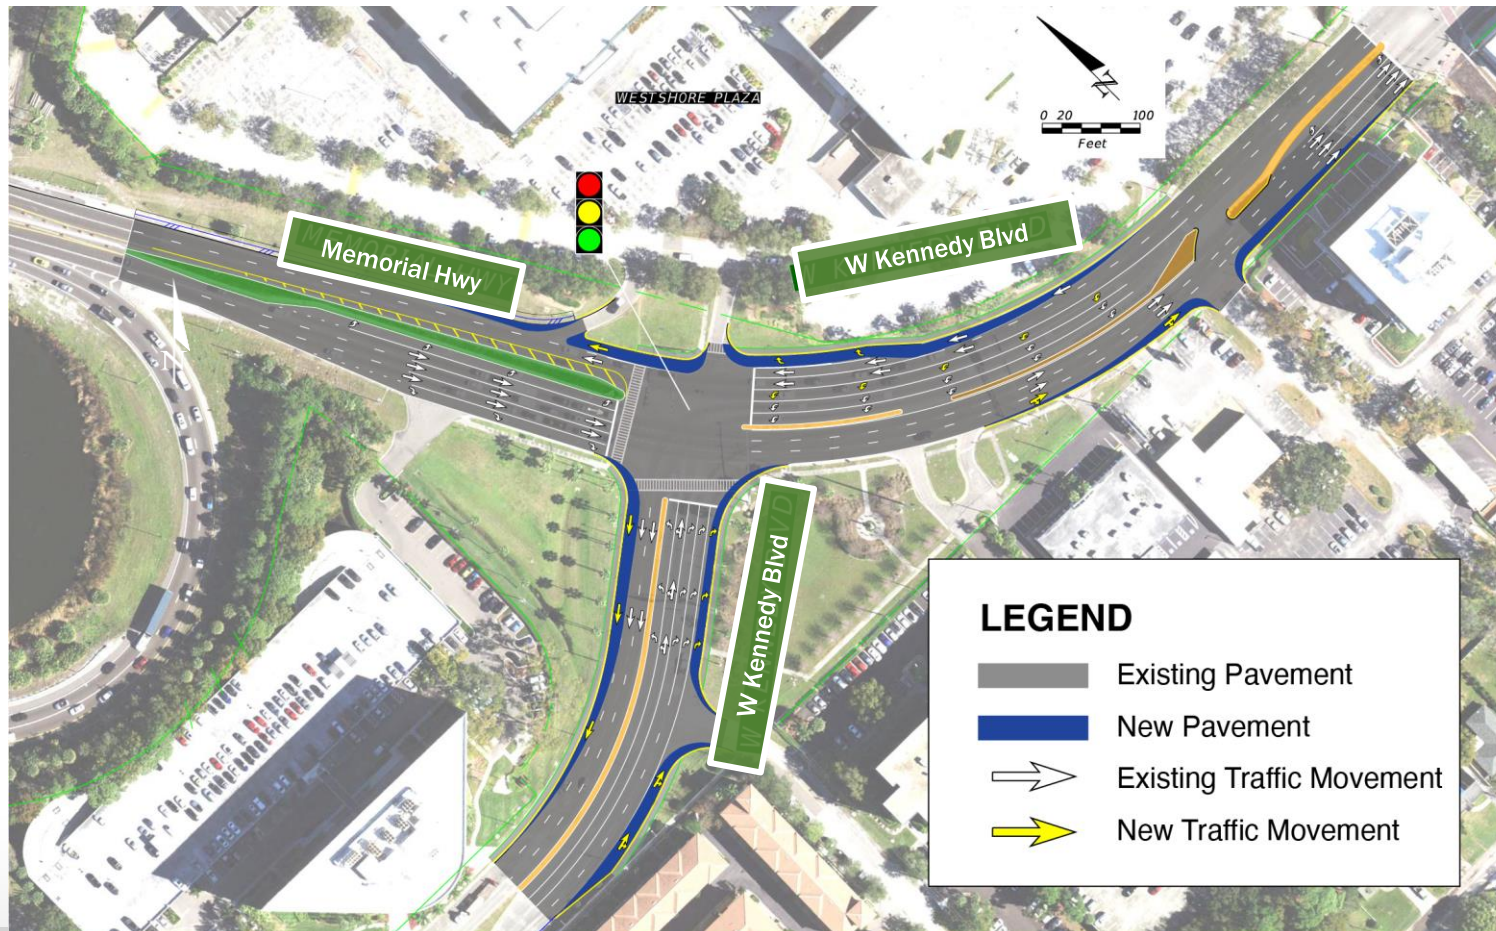 WESTSHORE PLAZA
N
0 20 100
Feet
Memorial Hwy
W Kennedy Blvd
N
W Kennedy Blvd
LEGEND
Existing Pavement
New Pavement
Existing Traffic Movement
New Traffic Movement